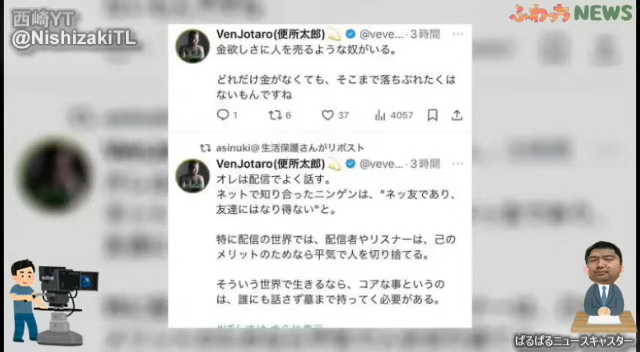 西崎YT
@NishizakiTL
ふわっち NEWS
VenJotaro(便所太郎) @veve... · 3時間
金欲しさに人を売るような奴がいる。
どれだけ金がなくても、そこまで落ちぶれたくは
ないもんですね
1 6 37 4057
asinuki@生活保護さんがリポスト
VenJotaro(便所太郎) @veve... · 3時間
オレは配信でよく話す。
ネットで知り合ったニンゲンは、"ネッ友であり、
友達にはなり得ない"と。
特に配信の世界では、配信者やリスナーは、己の
メリットのためなら平気で人を切り捨てる。
そういう世界で生きるなら、コアな事というの
は、誰にも話さず墓まで持ってく必要がある。
ぱるぱるニュースキャスター